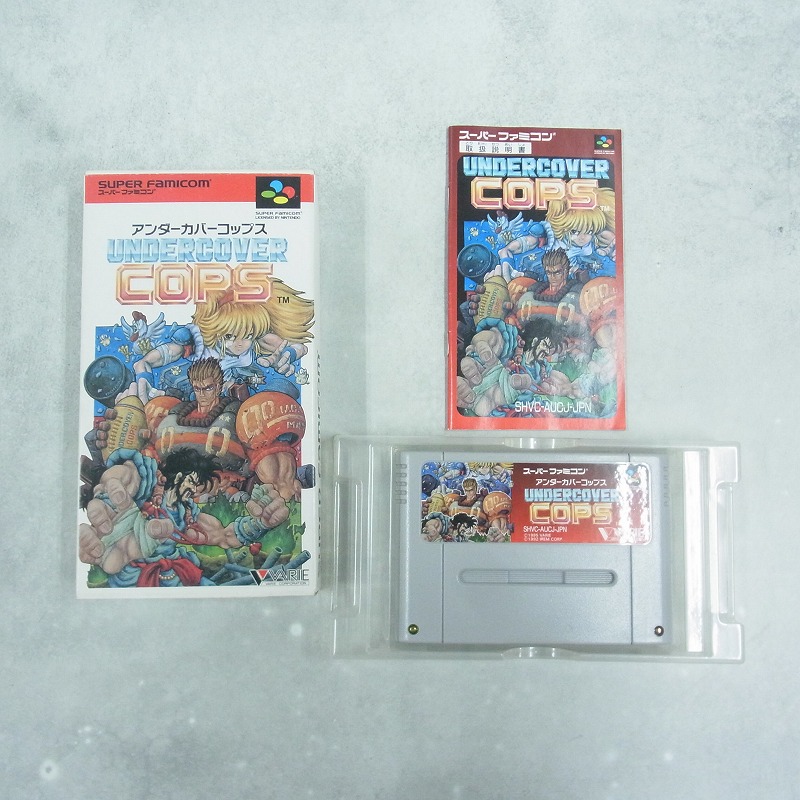 SUPER FAMICOM
スーパーファミコン
SUPER FAMICOM
LICENSED BY NINTENDO
アンダーカバーコップス
UNDERCOVER
COPS
TM
VARIE
スーパーファミコン
取扱説明書
UNDERCOVER
COPS
TM
SHVC-AUCJ-JPN
スーパーファミコン
アンダーカバーコップス
UNDERCOVER
COPS
SHVC-AUCJ-JPN
©1995 VARIE
©1992 IREM CORP.